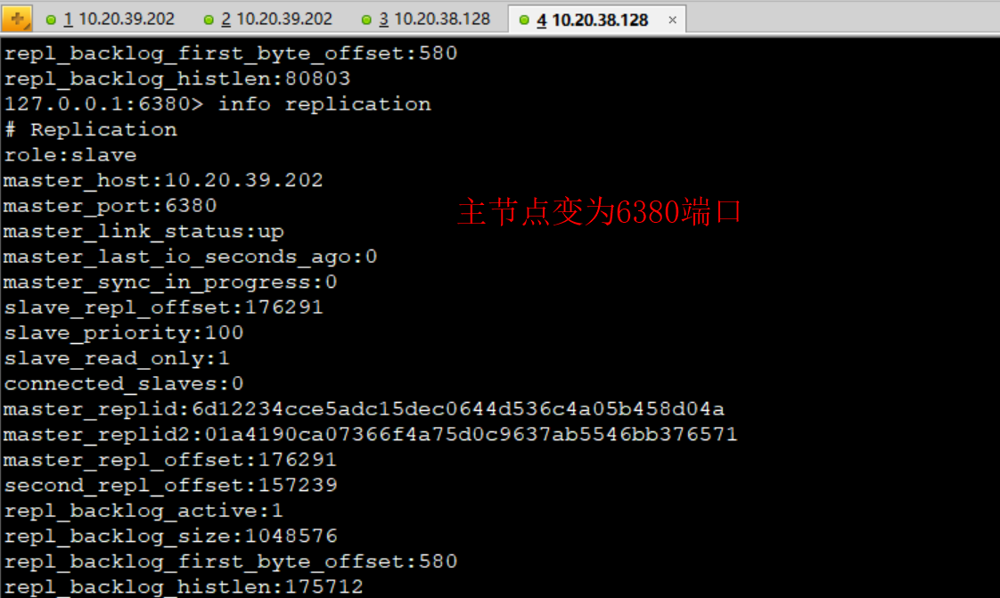 1 10.20.39.202 2 10.20.39.202 3 10.20.38.128 4 10.20.38.128 ×
repl_backlog_first_byte_offset:580
repl_backlog_histlen:80803
127.0.0.1:6380> info replication
# Replication
role:slave
master_host:10.20.39.202
master_port:6380
主节点变为6380端口
master_link_status:up
master_last_io_seconds_ago:0
master_sync_in_progress:0
slave_repl_offset:176291
slave_priority:100
slave_read_only:1
connected_slaves:0
master_replid:6d12234cce5adc15dec0644d536c4a05b458d04a
master_replid2:01a4190ca07366f4a75d0c9637ab5546bb376571
master_repl_offset:176291
second_repl_offset:157239
repl_backlog_active:1
repl_backlog_size:1048576
repl_backlog_first_byte_offset:580
repl_backlog_histlen:175712